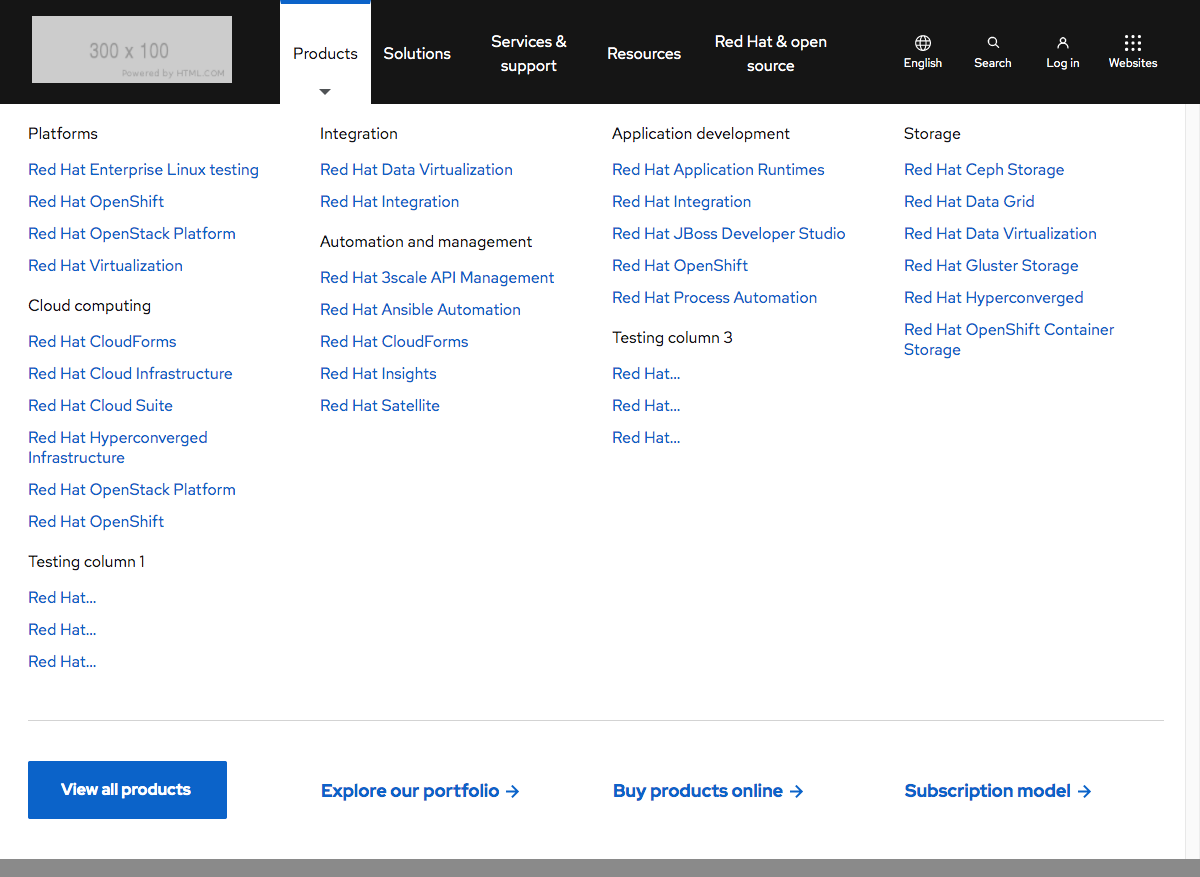 300 x 100
Powered by HTML.COM
Products
Solutions
Services &
support
Resources
Red Hat & open
source
English
Search
Log in
Websites
Platforms
Red Hat Enterprise Linux testing
Red Hat OpenShift
Red Hat OpenStack Platform
Red Hat Virtualization
Cloud computing
Red Hat CloudForms
Red Hat Cloud Infrastructure
Red Hat Cloud Suite
Red Hat Hyperconverged
Infrastructure
Red Hat OpenStack Platform
Red Hat OpenShift
Testing column 1
Red Hat...
Red Hat...
Red Hat...
Integration
Red Hat Data Virtualization
Red Hat Integration
Automation and management
Red Hat 3scale API Management
Red Hat Ansible Automation
Red Hat CloudForms
Red Hat Insights
Red Hat Satellite
Application development
Red Hat Application Runtimes
Red Hat Integration
Red Hat JBoss Developer Studio
Red Hat OpenShift
Red Hat Process Automation
Testing column 3
Red Hat...
Red Hat...
Red Hat...
Storage
Red Hat Ceph Storage
Red Hat Data Grid
Red Hat Data Virtualization
Red Hat Gluster Storage
Red Hat Hyperconverged
Red Hat OpenShift Container
Storage
View all products
Explore our portfolio →
Buy products online →
Subscription model →